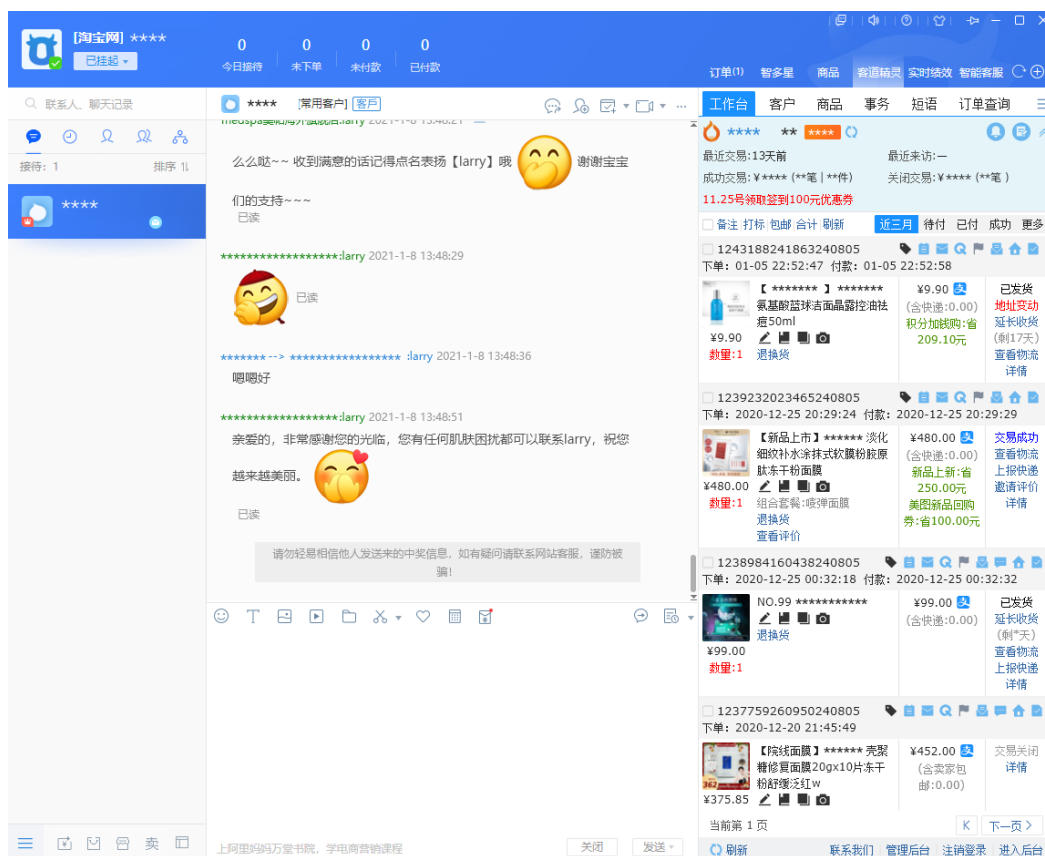 [淘宝网] ****
已挂起
0 0 0 0
今日接待 未下单 未付款 已付款
订单(1) 智多星 商品 客道精灵 实时绩效 智能客服
联系人、聊天记录
接待: 1 排序
****
**** [常用客户] 客户
么么哒~~ 收到满意的话记得点名表扬【larry】哦 谢谢宝宝
们的支持~~~
已读
******************:larry 2021-1-8 13:48:29
已读
******* --> ***************** :larry 2021-1-8 13:48:36
嗯嗯好
******************:larry 2021-1-8 13:48:51
亲爱的，非常感谢您的光临，您有任何肌肤困扰都可以联系larry，祝您
越来越美丽。
已读
请勿轻易相信他人发送来的中奖信息，如有疑问请联系网站客服，谨防被
骗!
上阿里妈妈万堂书院，学电商营销课程
关闭 发送
工作台 客户 商品 事务 短语 订单查询
**** ** ****
最近交易:13天前 最近来访:—
成功交易:¥**** (**笔|**件) 关闭交易:¥**** (**笔 )
11.25号领取签到100元优惠券
备注 打标 包邮 合计 刷新 近三月 待付 已付 成功 更多
1243188241863240805
下单: 01-05 22:52:47 付款: 01-05 22:52:58
【 ******* 】 *******
氨基酸蓝球洁面晶露控油祛
痘50ml
¥9.90
数量:1
退换货
¥9.90
(含快递:0.00)
积分加钱购:省
209.10元
已发货
地址变动
延长收货
(剩17天)
查看物流
详情
1239232023465240805
下单: 2020-12-25 20:29:24 付款: 2020-12-25 20:29:29
【新品上市】****** 淡化
细纹补水涂抹式软膜粉胶原
肽冻干粉面膜
¥480.00
数量:1
组合套餐:噎弹面膜
退换货
查看评价
¥480.00
(含快递:0.00)
新品上新:省
250.00元
美图新品回购
券:省100.00元
交易成功
查看物流
上报快递
邀请评价
详情
1238984160438240805
下单: 2020-12-25 00:32:18 付款: 2020-12-25 00:32:32
NO.99 ***********
退换货
¥99.00
数量:1
¥99.00
(含快递:0.00)
已发货
延长收货
(剩*天)
查看物流
上报快递
详情
1237759260950240805
下单: 2020-12-20 21:45:49
【院线面膜】****** 壳聚
糖修复面膜20gx10片冻干
粉舒缓泛红w
362
¥375.85
¥452.00
(含卖家包
邮:0.00)
交易关闭
详情
当前第 1 页 下一页
刷新 联系我们 管理后台 注销登录 进入后台